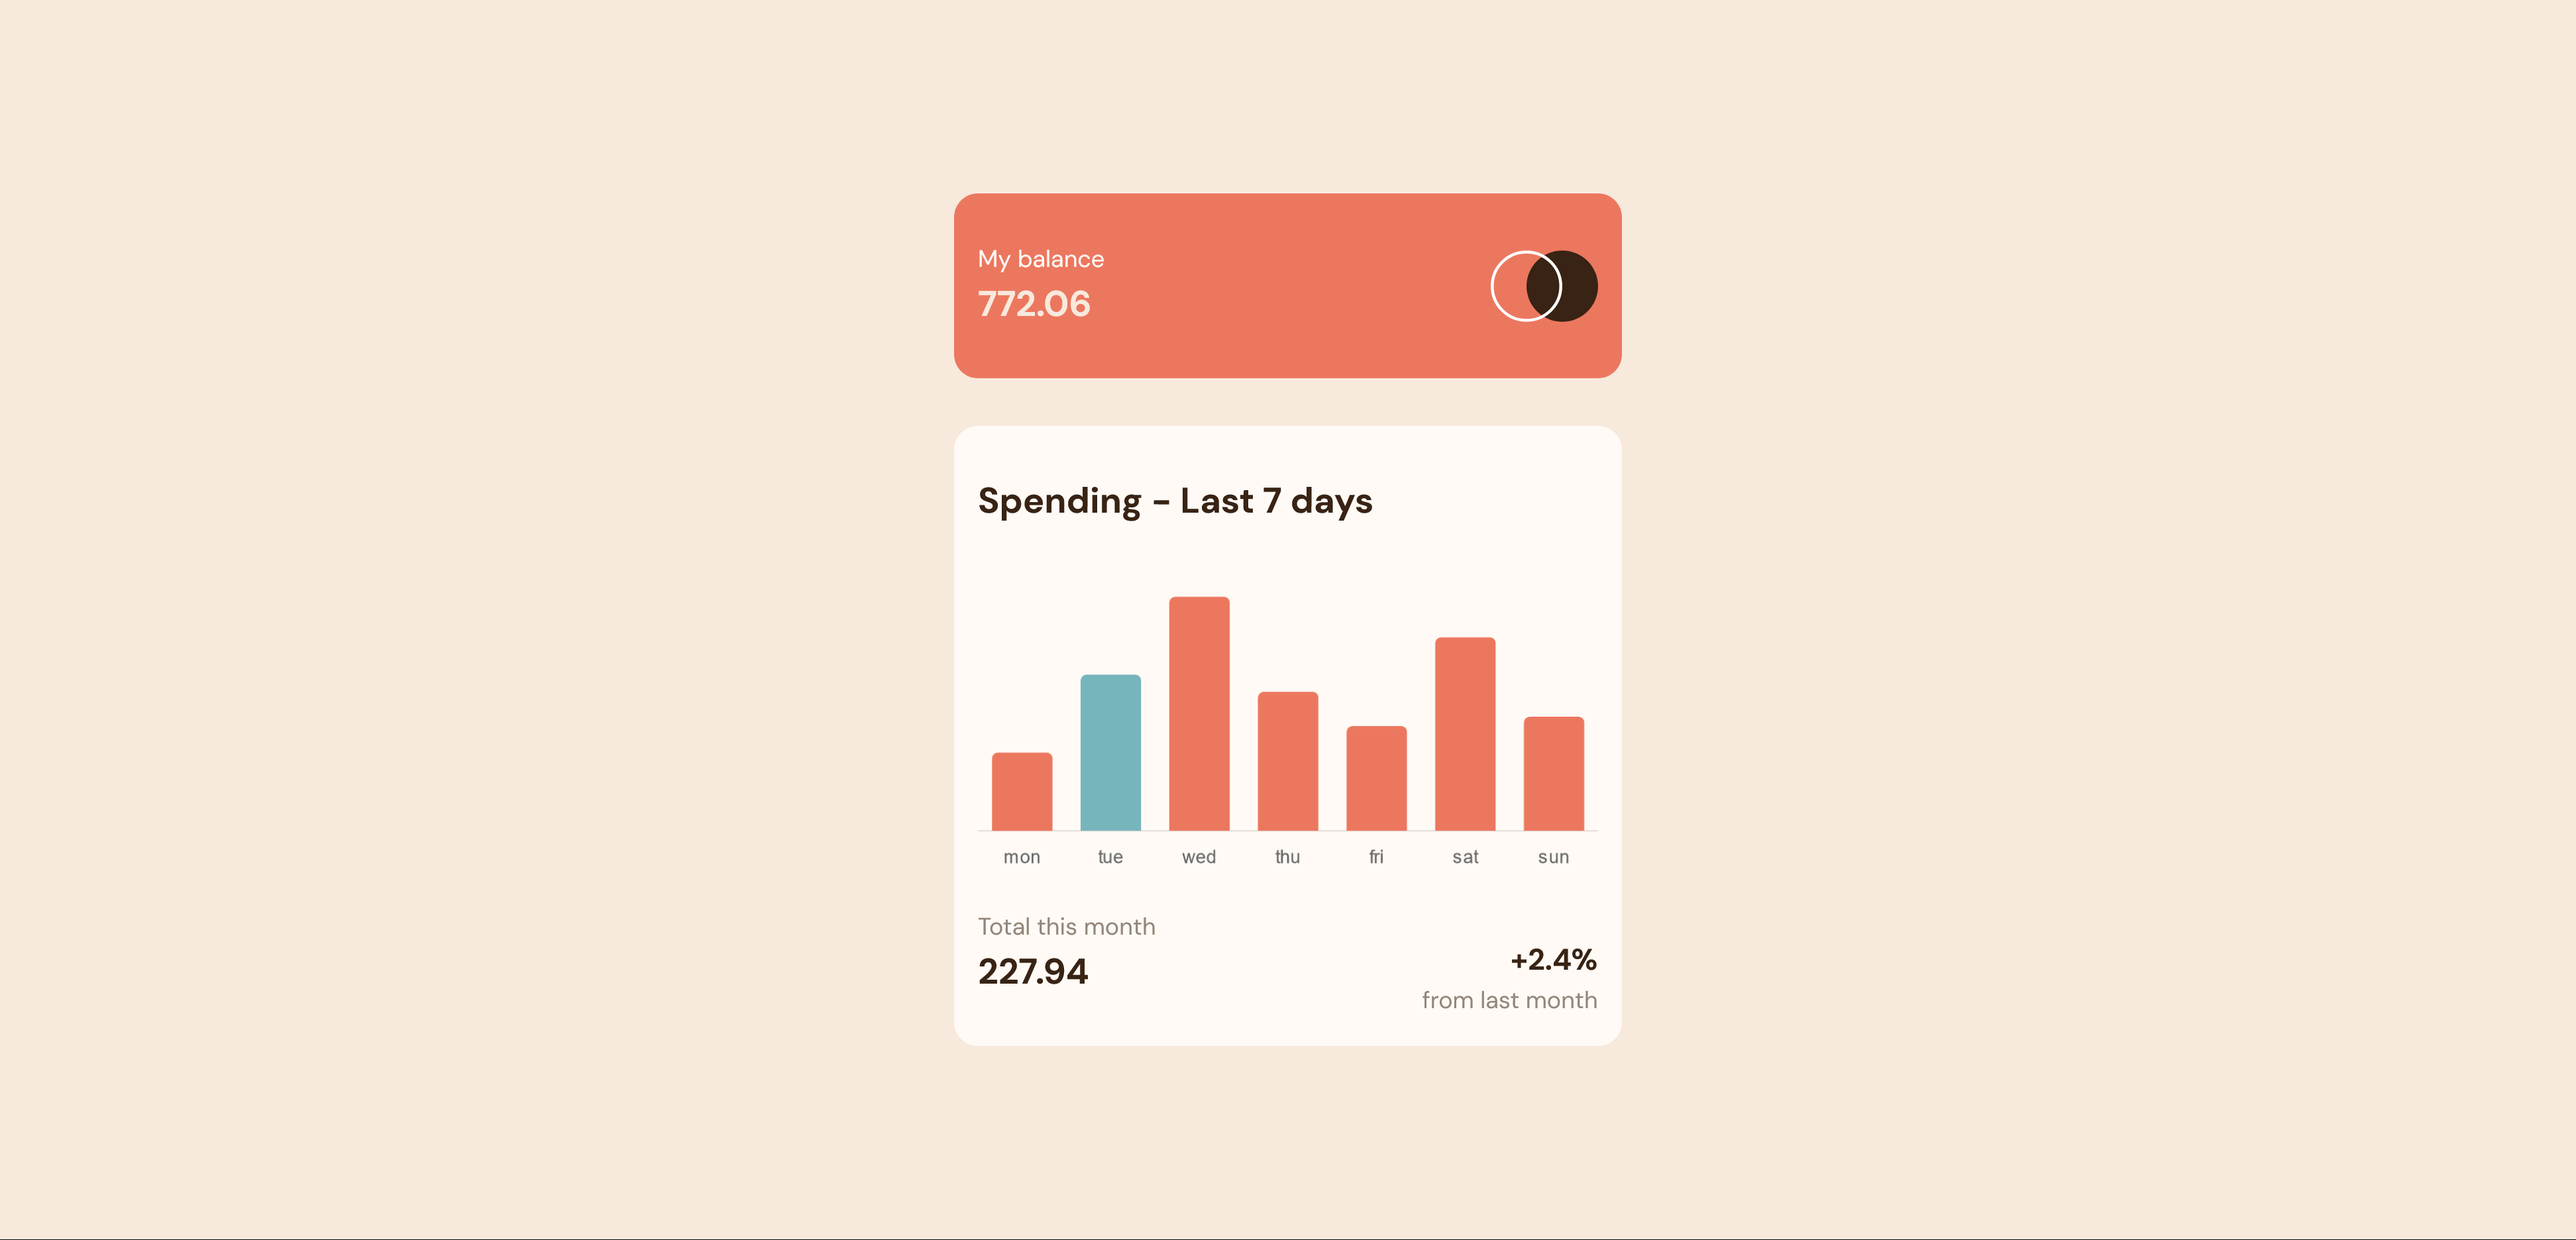 My balance
772.06
Spending - Last 7 days
mon tue wed thu fri sat sun
Total this month
227.94
+2.4%
from last month